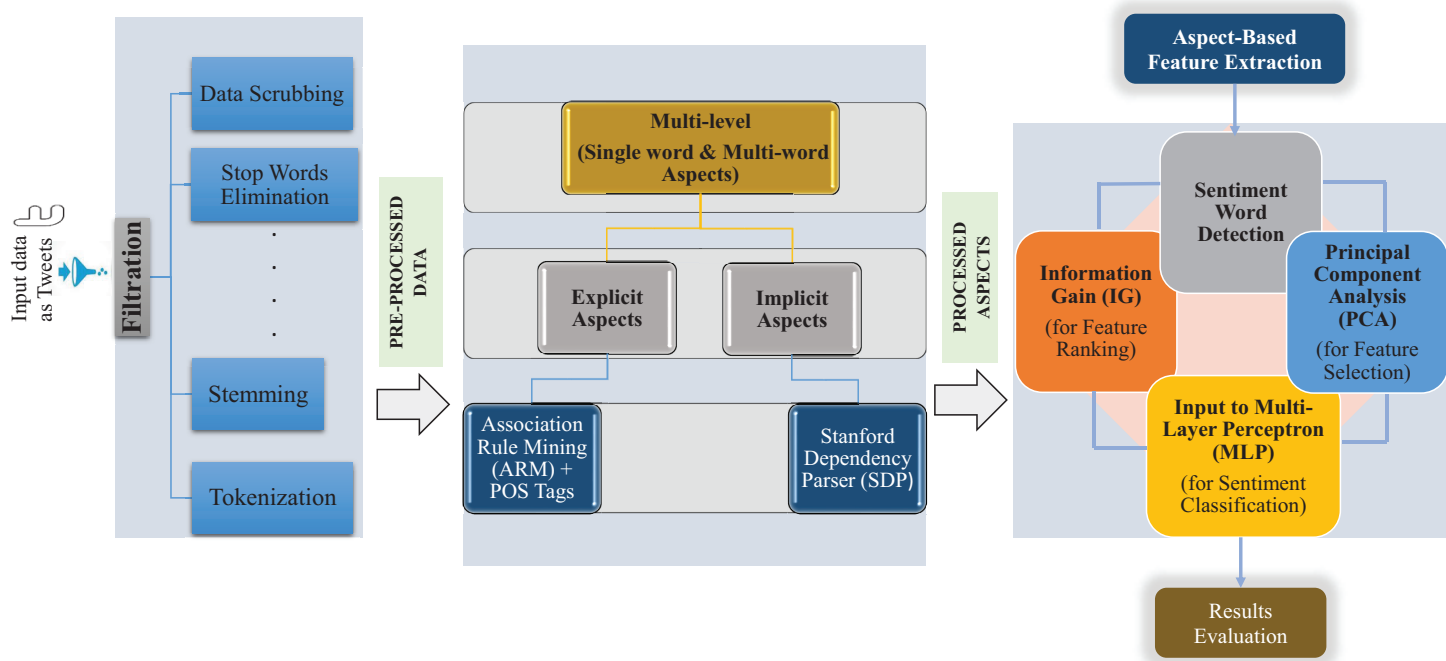 Input data
as Tweets
Filtration
Data Scrubbing
Stop Words
Elimination
.
.
.
.
Stemming
Tokenization
PRE-PROCESSED
DATA
Multi-level
(Single word & Multi-word
Aspects)
Explicit
Aspects
Implicit
Aspects
Association
Rule Mining
(ARM) +
POS Tags
Stanford
Dependency
Parser (SDP)
PROCESSED
ASPECTS
Aspect-Based
Feature Extraction
Sentiment
Word
Detection
Information
Gain (IG)
(for Feature
Ranking)
Principal
Component
Analysis
(PCA)
(for Feature
Selection)
Input to Multi-
Layer Perceptron
(MLP)
(for Sentiment
Classification)
Results
Evaluation